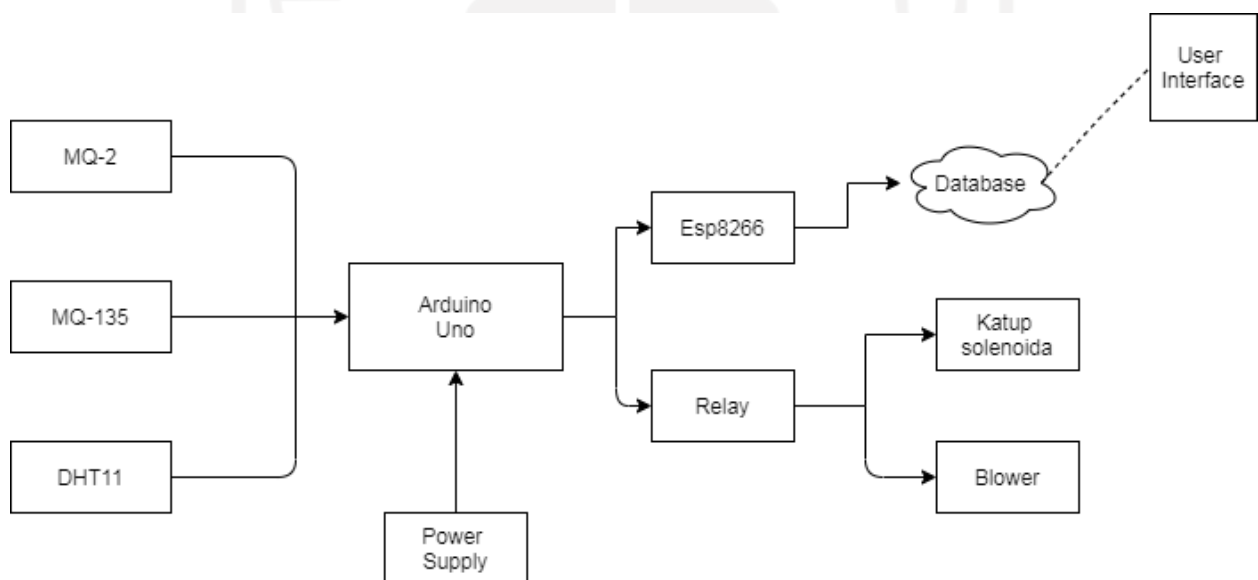 User
Interface
MQ-2
Database
Esp8266
MQ-135
Arduino
Uno
Katup
solenoida
Relay
DHT11
Blower
Power
Supply